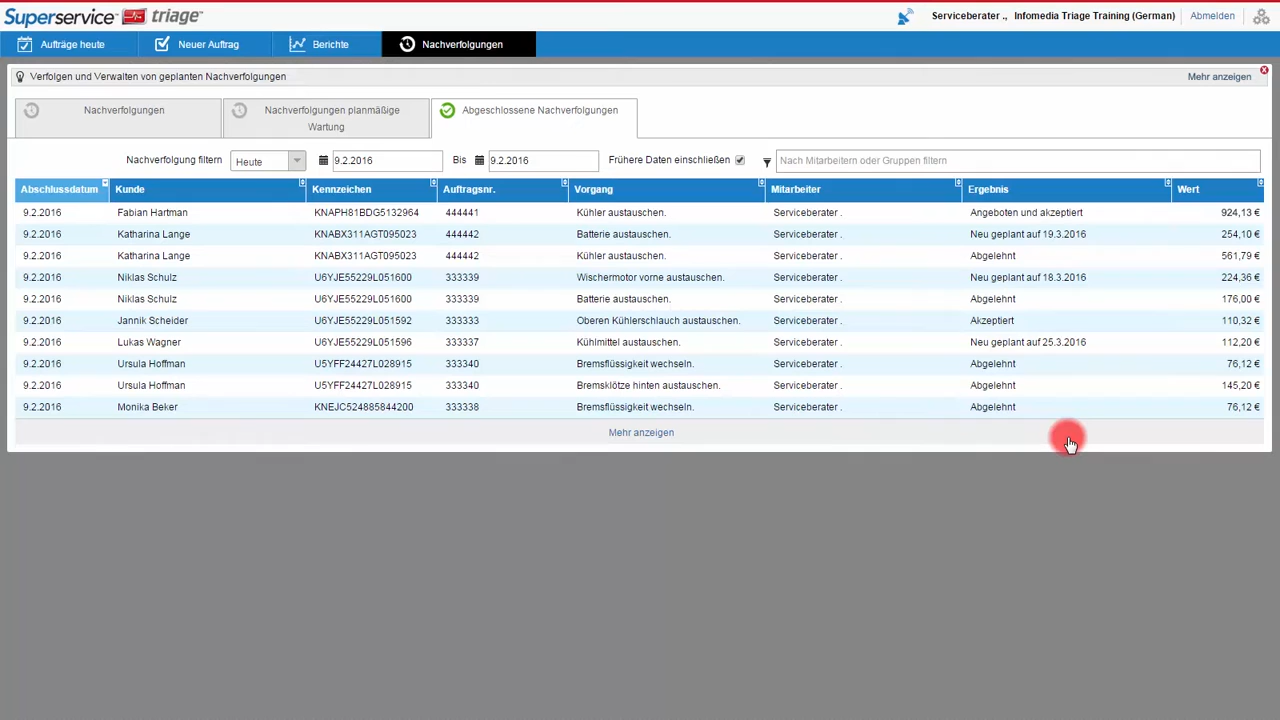 Superservice™ triage™
Serviceberater ., Infomedia Triage Training (German) Abmelden
Aufträge heute Neuer Auftrag Berichte Nachverfolgungen
Verfolgen und Verwalten von geplanten Nachverfolgungen Mehr anzeigen
Nachverfolgungen Nachverfolgungen planmäßige Wartung Abgeschlossene Nachverfolgungen
Nachverfolgung filtern Heute 9.2.2016 Bis 9.2.2016 Frühere Daten einschließen Nach Mitarbeitern oder Gruppen filtern
Abschlussdatum Kunde Kennzeichen Auftragsnr. Vorgang Mitarbeiter Ergebnis Wert
9.2.2016 Fabian Hartman KNAPH81BDG5132964 444441 Kühler austauschen. Serviceberater . Angeboten und akzeptiert 924,13 €
9.2.2016 Katharina Lange KNABX311AGT095023 444442 Batterie austauschen. Serviceberater . Neu geplant auf 19.3.2016 254,10 €
9.2.2016 Katharina Lange KNABX311AGT095023 444442 Kühler austauschen. Serviceberater . Abgelehnt 561,79 €
9.2.2016 Niklas Schulz U6YJE55229L051600 333339 Wischermotor vorne austauschen. Serviceberater . Neu geplant auf 18.3.2016 224,36 €
9.2.2016 Niklas Schulz U6YJE55229L051600 333339 Batterie austauschen. Serviceberater . Abgelehnt 176,00 €
9.2.2016 Jannik Scheider U6YJE55229L051592 333333 Oberen Kühlerschlauch austauschen. Serviceberater . Akzeptiert 110,32 €
9.2.2016 Lukas Wagner U6YJE55229L051596 333337 Kühlmittel austauschen. Serviceberater . Neu geplant auf 25.3.2016 112,20 €
9.2.2016 Ursula Hoffman U5YFF24427L028915 333340 Bremsflüssigkeit wechseln. Serviceberater . Abgelehnt 76,12 €
9.2.2016 Ursula Hoffman U5YFF24427L028915 333340 Bremsklötze hinten austauschen. Serviceberater . Abgelehnt 145,20 €
9.2.2016 Monika Beker KNEJC524885844200 333338 Bremsflüssigkeit wechseln. Serviceberater . Abgelehnt 76,12 €
Mehr anzeigen